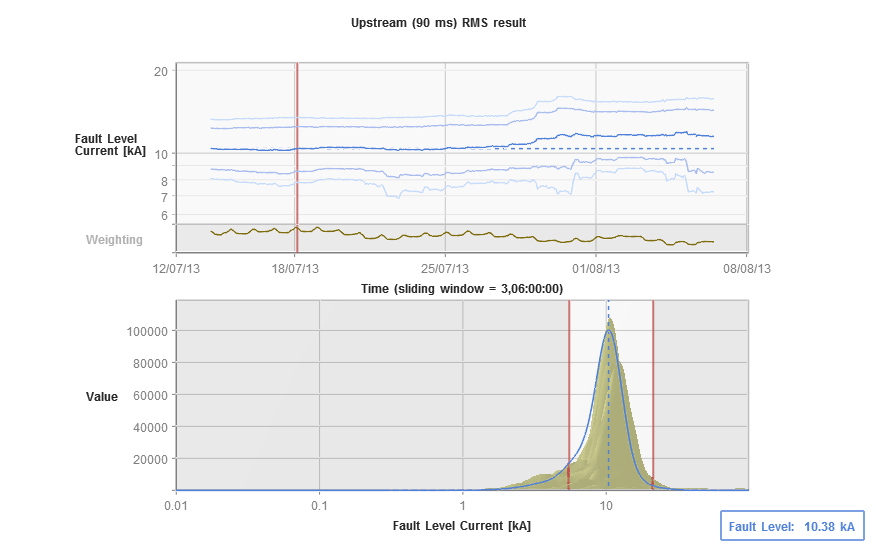 Upstream (90 ms) RMS result
20
Fault Level
Current [kA]
10
8
7
6
Weighting
12/07/13 18/07/13 25/07/13 01/08/13 08/08/13
Time (sliding window = 3,06:00:00)
100000
80000
Value
60000
40000
20000
0.01 0.1 1 10
Fault Level Current [kA]
Fault Level: 10.38 kA